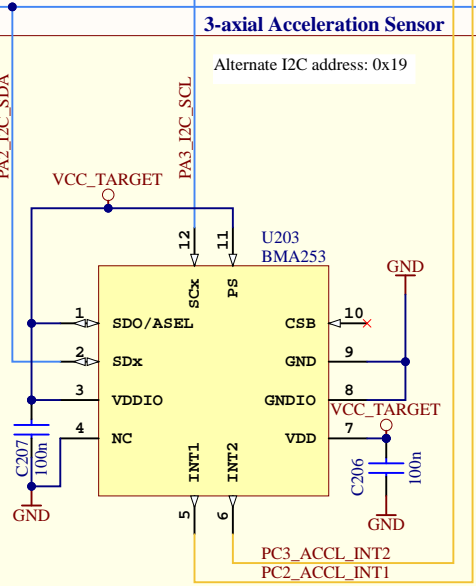 3-axial Acceleration Sensor
Alternate I2C address: 0x19
PA2_I2C_SDA
PA3_I2C_SCL
VCC_TARGET
12
11
U203
BMA253
SCx
PS
GND
1
SDO/ASEL
CSB
10
2
SDx
GND
9
3
VDDIO
GNDIO
8
VCC_TARGET
4
NC
VDD
7
C207
100n
INT1
INT2
C206
100n
GND
5
6
GND
PC3_ACCL_INT2
PC2_ACCL_INT1